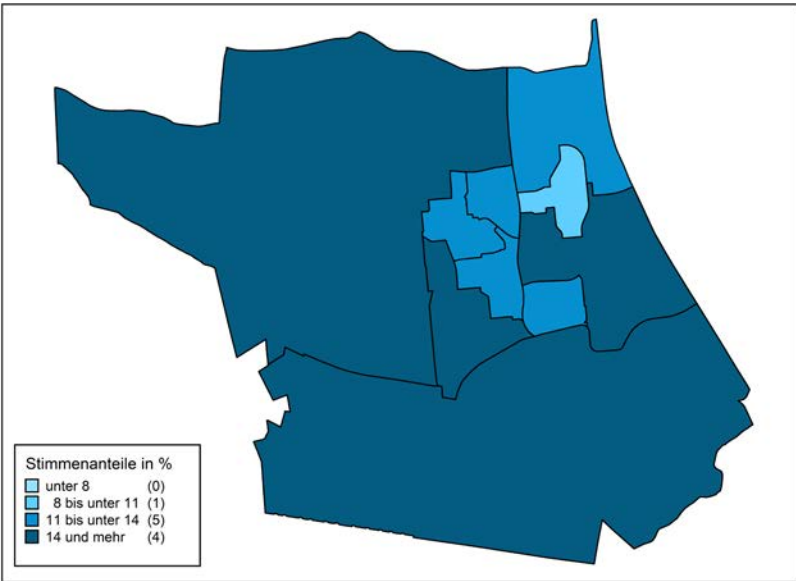 Stimmenanteile in %
unter 8 (0)
8 bis unter 11 (1)
11 bis unter 14 (5)
14 und mehr (4)